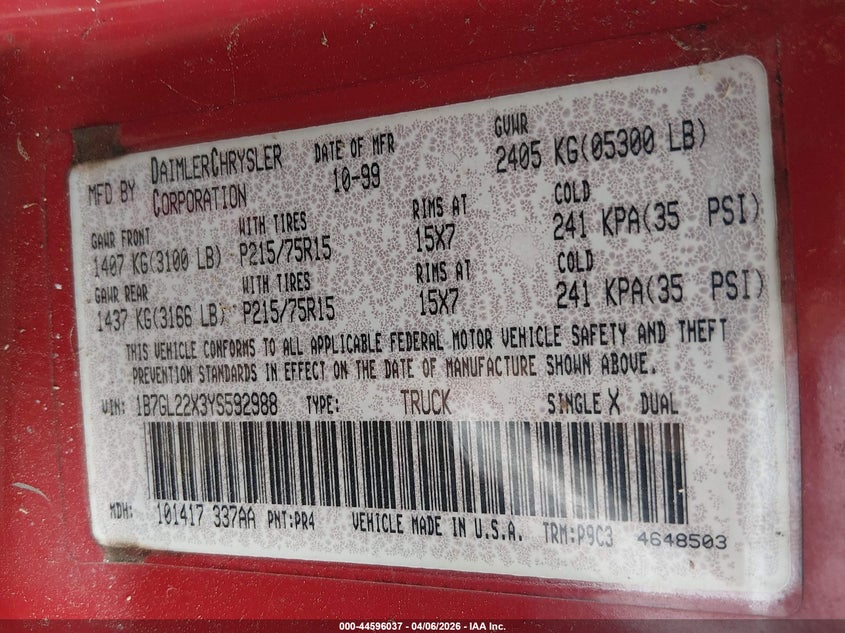 MFD BY DAIMLERCHRYSLER CORPORATION DATE OF MFR 10-99 GVWR 2405 KG(05300 LB)
GAWR FRONT WITH TIRES RIMS AT COLD
1407 KG(3100 LB) P215/75R15 15X7 241 KPA(35 PSI)
GAWR REAR WITH TIRES RIMS AT COLD
1437 KG(3166 LB) P215/75R15 15X7 241 KPA(35 PSI)
THIS VEHICLE CONFORMS TO ALL APPLICABLE FEDERAL MOTOR VEHICLE SAFETY AND THEFT
PREVENTION STANDARDS IN EFFECT ON THE DATE OF MANUFACTURE SHOWN ABOVE.
VIN: 1B7GL22X3YS592988 TYPE: TRUCK SINGLE X DUAL
MDH: 101417 337AA PNT:PR4 VEHICLE MADE IN U.S.A. TRM:P9C3 4648503
000-44596037 - 04/06/2026 - IAA Inc.